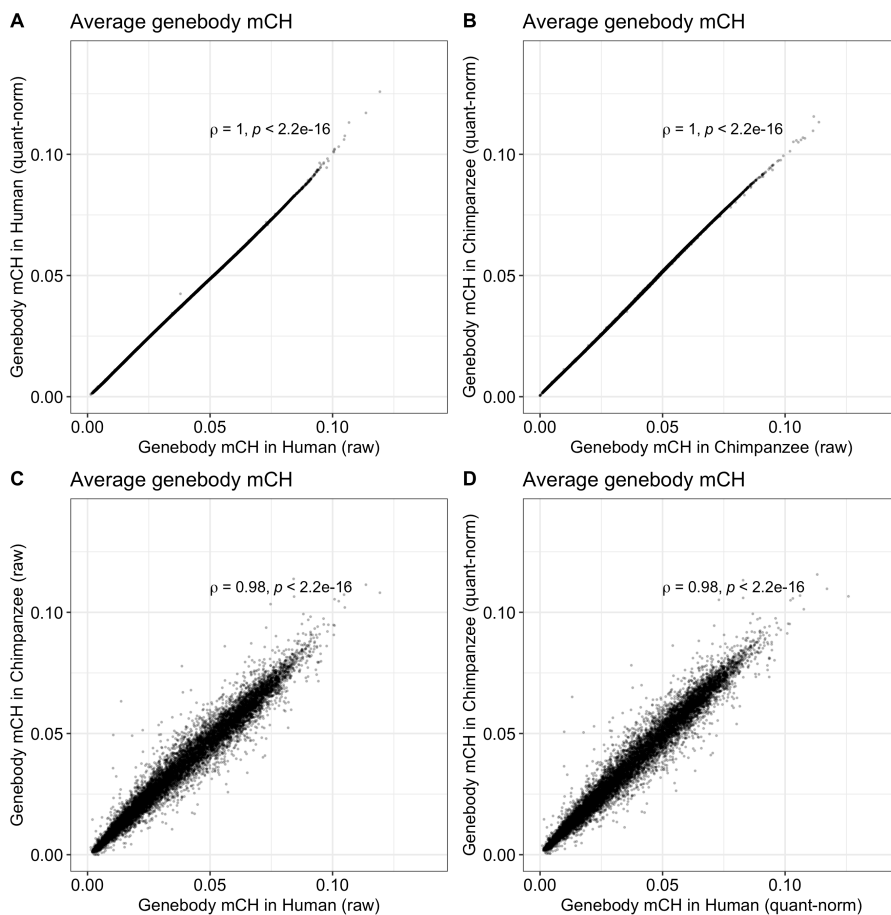 A
Average genebody mCH
Genebody mCH in Human (quant-norm)
0.10
0.05
0.00
ρ = 1, p < 2.2e-16
0.00
0.05
0.10
Genebody mCH in Human (raw)
B
Average genebody mCH
Genebody mCH in Chimpanzee (quant-norm)
0.10
0.05
0.00
ρ = 1, p < 2.2e-16
0.00
0.05
0.10
Genebody mCH in Chimpanzee (raw)
C
Average genebody mCH
Genebody mCH in Chimpanzee (raw)
0.10
0.05
0.00
ρ = 0.98, p < 2.2e-16
0.00
0.05
0.10
Genebody mCH in Human (raw)
D
Average genebody mCH
Genebody mCH in Chimpanzee (quant-norm)
0.10
0.05
0.00
ρ = 0.98, p < 2.2e-16
0.00
0.05
0.10
Genebody mCH in Human (quant-norm)